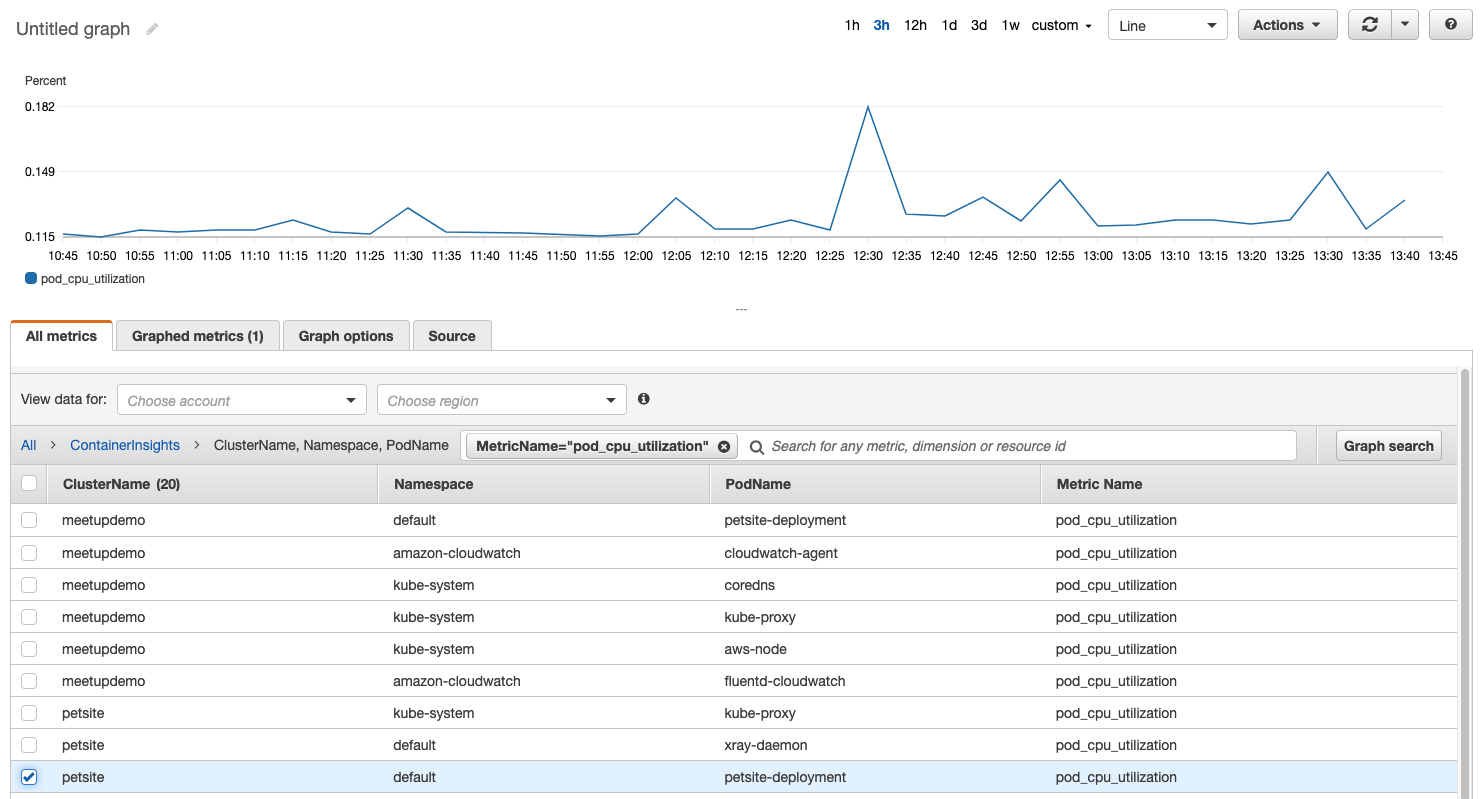 Untitled graph 1h 3h 12h 1d 3d 1w custom Line Actions
Percent
0.182
0.149
0.115
10:45 10:50 10:55 11:00 11:05 11:10 11:15 11:20 11:25 11:30 11:35 11:40 11:45 11:50 11:55 12:00 12:05 12:10 12:15 12:20 12:25 12:30 12:35 12:40 12:45 12:50 12:55 13:00 13:05 13:10 13:15 13:20 13:25 13:30 13:35 13:40 13:45
pod_cpu_utilization
All metrics Graphed metrics (1) Graph options Source
View data for: Choose account Choose region
All > ContainerInsights > ClusterName, Namespace, PodName MetricName="pod_cpu_utilization" Search for any metric, dimension or resource id Graph search
ClusterName (20) Namespace PodName Metric Name
meetupdemo default petsite-deployment pod_cpu_utilization
meetupdemo amazon-cloudwatch cloudwatch-agent pod_cpu_utilization
meetupdemo kube-system coredns pod_cpu_utilization
meetupdemo kube-system kube-proxy pod_cpu_utilization
meetupdemo kube-system aws-node pod_cpu_utilization
meetupdemo amazon-cloudwatch fluentd-cloudwatch pod_cpu_utilization
petsite kube-system kube-proxy pod_cpu_utilization
petsite default xray-daemon pod_cpu_utilization
petsite default petsite-deployment pod_cpu_utilization